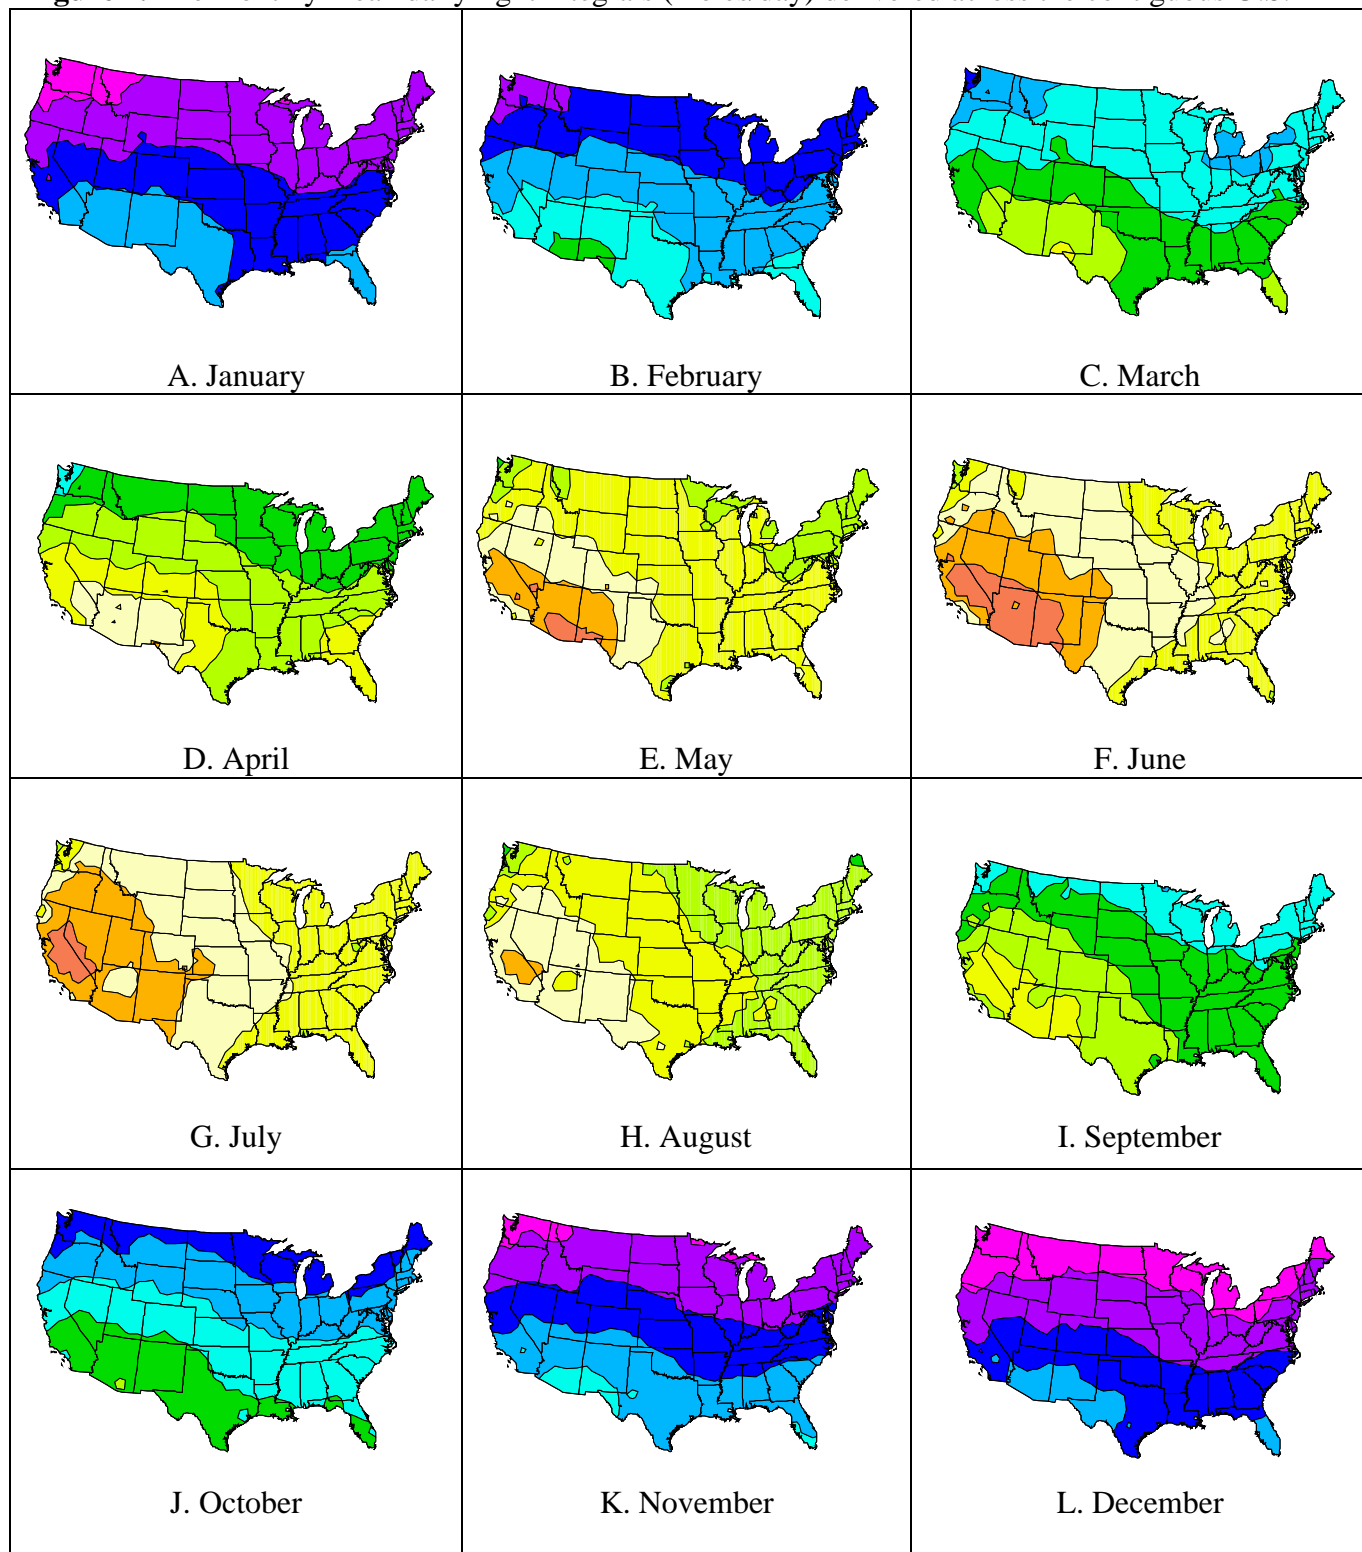 A. January
B. February
C. March
D. April
E. May
F. June
G. July
H. August
I. September
J. October
K. November
L. December